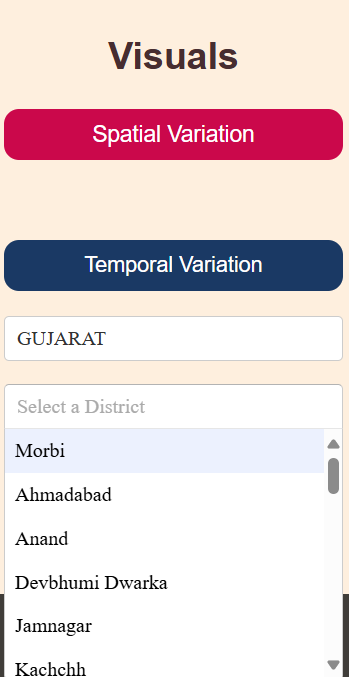 Visuals
Spatial Variation
Temporal Variation
GUJARAT
Select a District
Morbi
Ahmadabad
Anand
Devbhumi Dwarka
Jamnagar
Kachchh